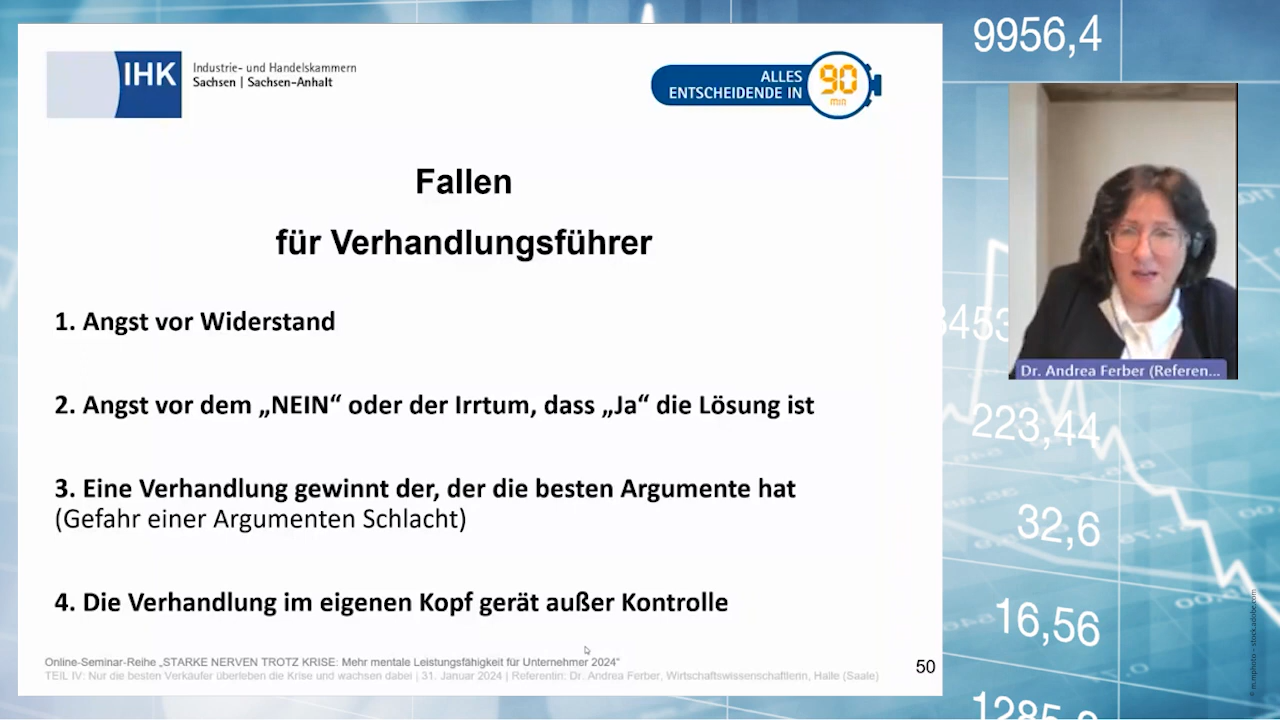 9956,4
IHK
Industrie- und Handelskammern
Sachsen | Sachsen-Anhalt
ALLES
ENTSCHEIDENDE IN
90
min
Fallen
für Verhandlungsführer
1. Angst vor Widerstand
2. Angst vor dem „NEIN“ oder der Irrtum, dass „Ja“ die Lösung ist
3. Eine Verhandlung gewinnt der, der die besten Argumente hat
(Gefahr einer Argumenten Schlacht)
4. Die Verhandlung im eigenen Kopf gerät außer Kontrolle
Online-Seminar-Reihe „STARKE NERVEN TROTZ KRISE: Mehr mentale Leistungsfähigkeit für Unternehmer 2024“
TEIL IV: Nur die besten Verkäufer überleben die Krise und wachsen dabei | 31. Januar 2024 | Referentin: Dr. Andrea Ferber, Wirtschaftswissenschaftlerin, Halle (Saale)
50
Dr. Andrea Ferber (Referen...
223,44
32,6
16,56
© m.mphoto - stock.adobe.com